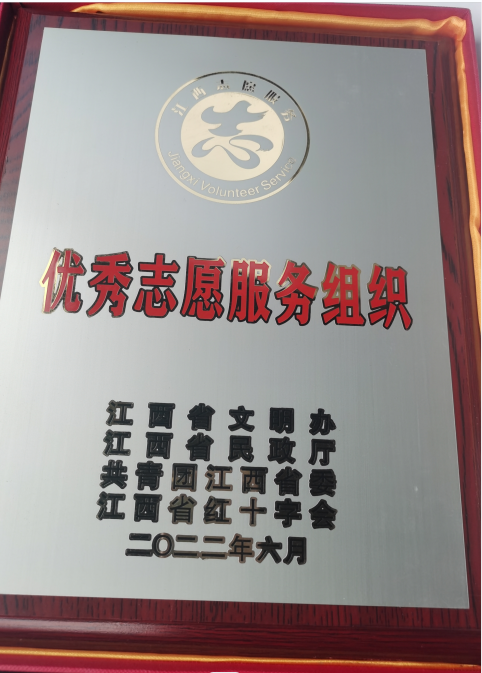 江西志愿服务
Jiangxi Volunteer Service
优秀志愿服务组织
江西省文明办
江西省民政厅
共青团江西省委
江西省红十字会
二〇二二年六月